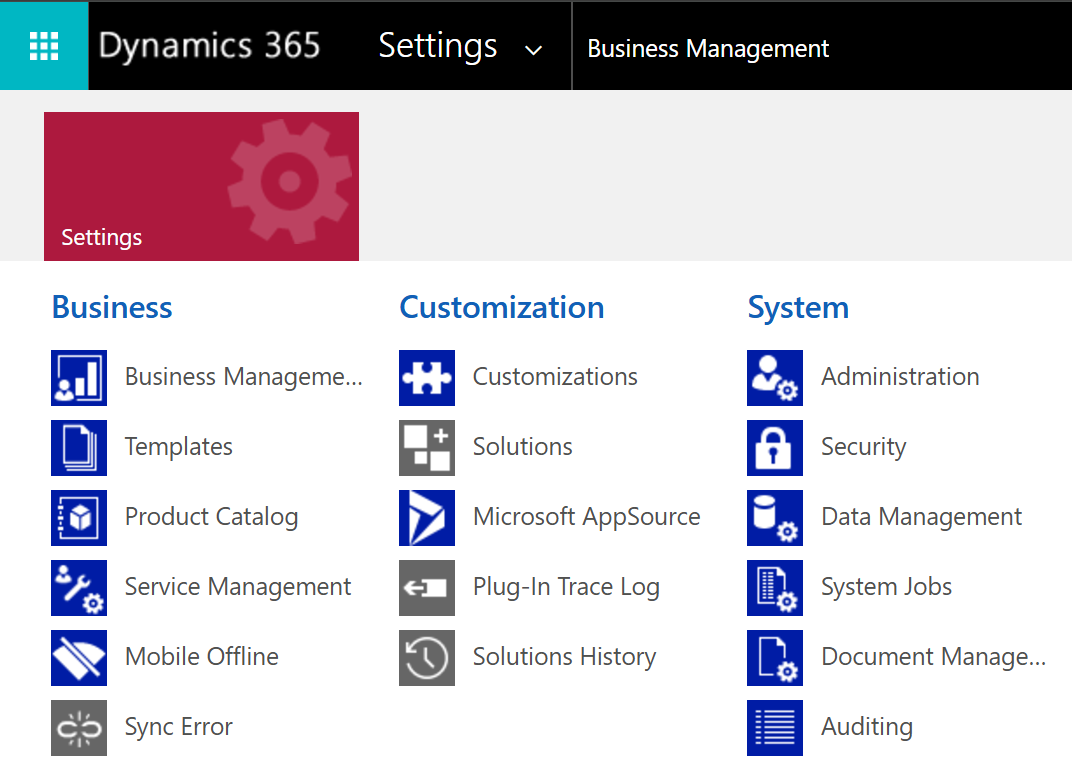 Dynamics 365
Settings
Business Management
Settings
Business
Business Manageme...
Templates
Product Catalog
Service Management
Mobile Offline
Sync Error
Customization
Customizations
Solutions
Microsoft AppSource
Plug-In Trace Log
Solutions History
System
Administration
Security
Data Management
System Jobs
Document Manage...
Auditing